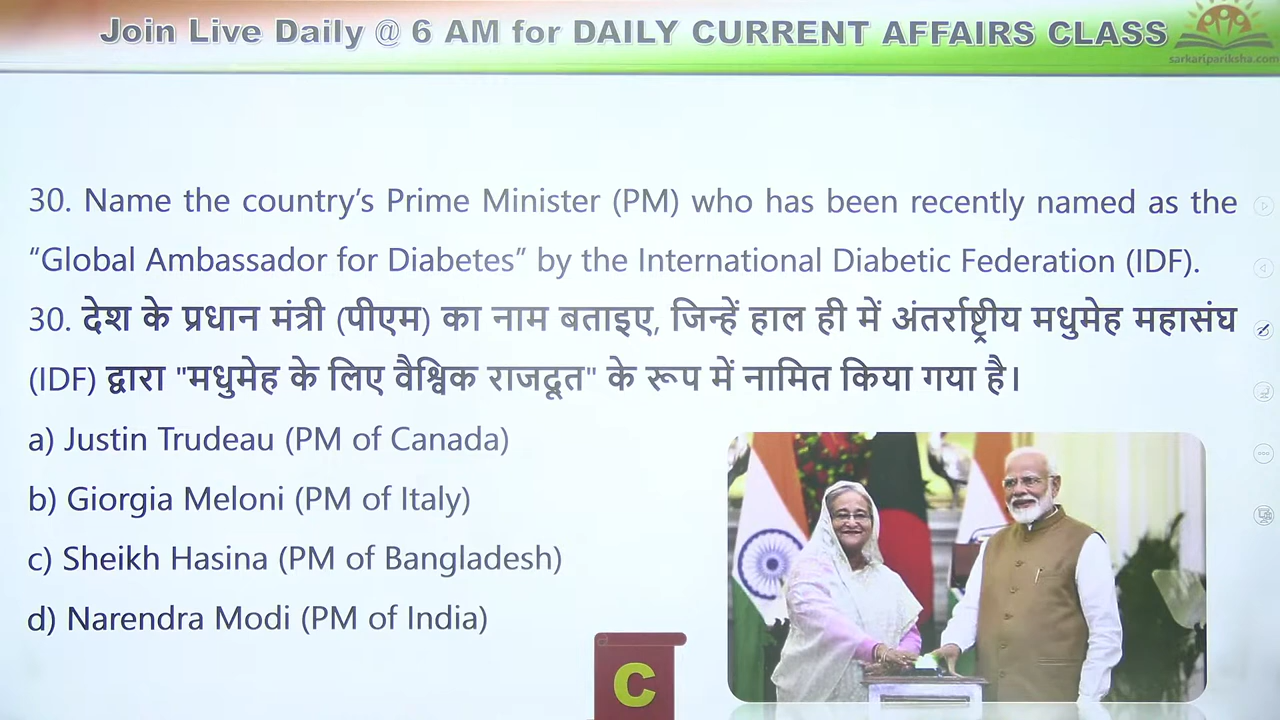 Join Live Daily @ 6 AM for DAILY CURRENT AFFAIRS CLASS
sarkaripariksha.com
30. Name the country’s Prime Minister (PM) who has been recently named as the
“Global Ambassador for Diabetes” by the International Diabetic Federation (IDF).
30. देश के प्रधान मंत्री (पीएम) का नाम बताइए, जिन्हें हाल ही में अंतर्राष्ट्रीय मधुमेह महासंघ
(IDF) द्वारा "मधुमेह के लिए वैश्विक राजदूत" के रूप में नामित किया गया है।
a) Justin Trudeau (PM of Canada)
b) Giorgia Meloni (PM of Italy)
c) Sheikh Hasina (PM of Bangladesh)
d) Narendra Modi (PM of India)
C